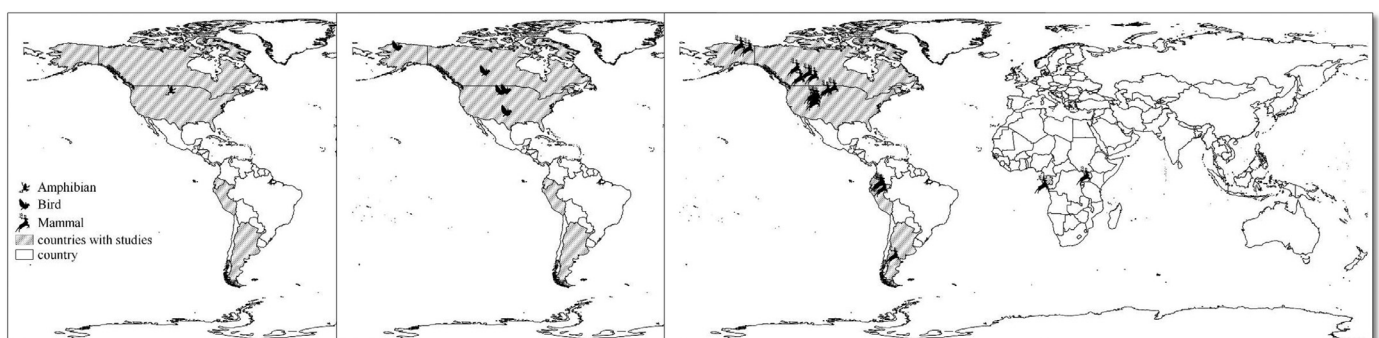 Amphibian
Bird
Mammal
countries with studies
country